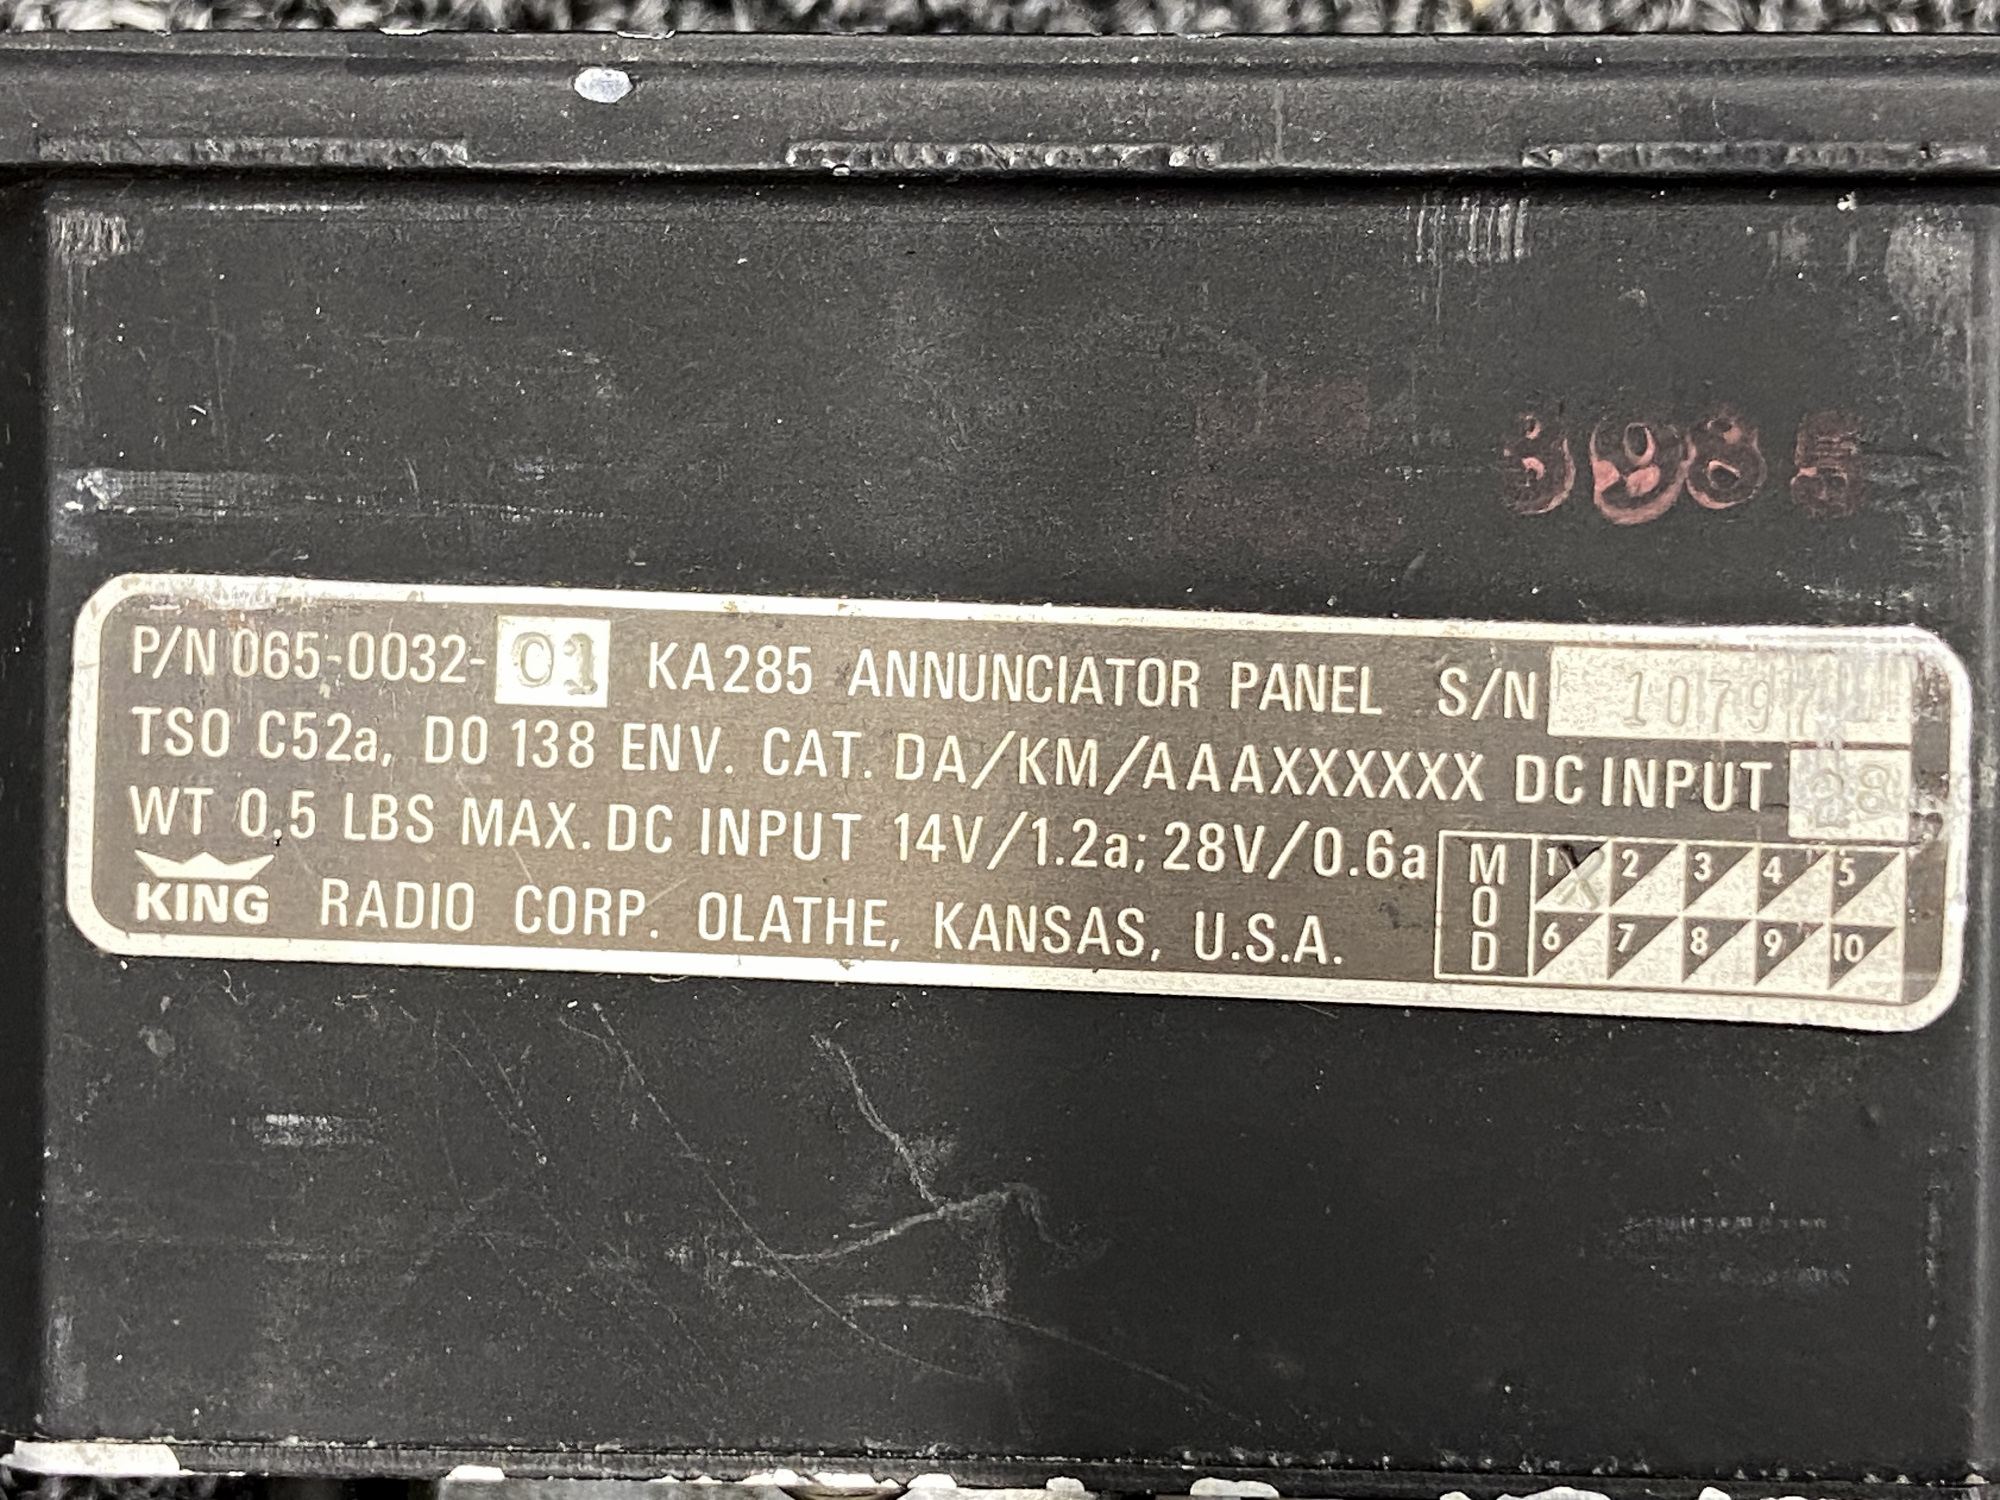 P/N 065-0032-01 KA285 ANNUNCIATOR PANEL S/N 10797
TSO C52a, DO 138 ENV. CAT. DA/KM/AAAXXXXXX DC INPUT 28
WT 0.5 LBS MAX. DC INPUT 14V/1.2a; 28V/0.6a
KING RADIO CORP. OLATHE, KANSAS, U.S.A.
MOD 1 X 2 3 4 5
6 7 8 9 10